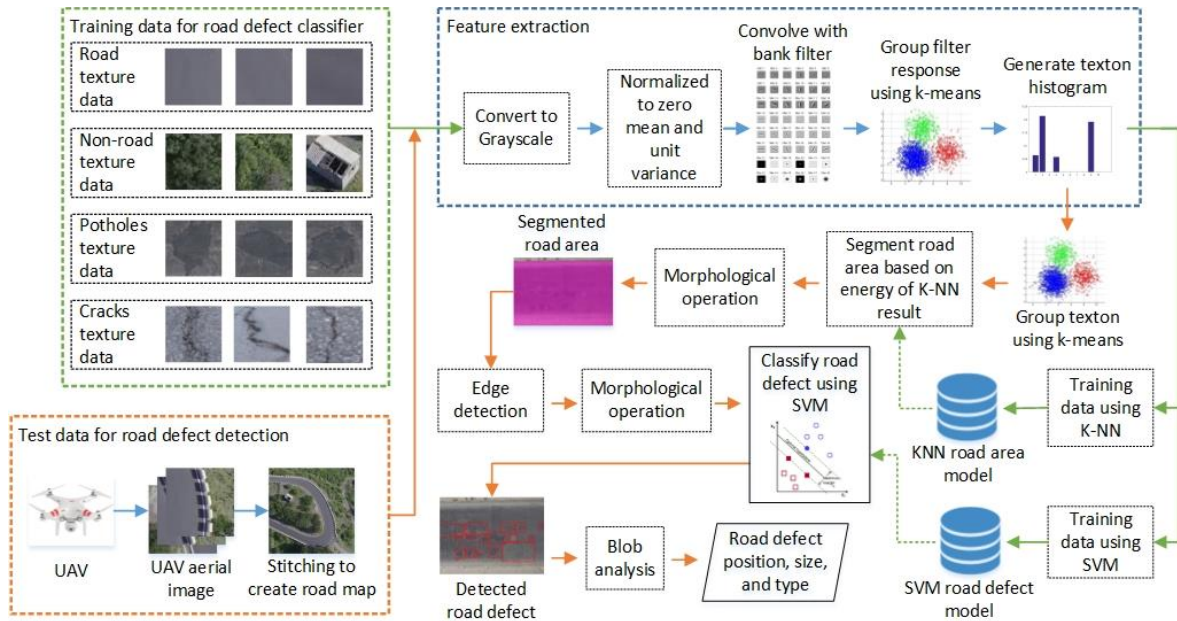 Training data for road defect classifier
Road
texture
data
Non-road
texture
data
Potholes
texture
data
Cracks
texture
data
Test data for road defect detection
UAV
UAV aerial
image
Stitching to
create road map
Feature extraction
Convert to
Grayscale
Normalized
to zero
mean and
unit
variance
Convolve with
bank filter
Group filter
response
using k-means
Generate texton
histogram
Group texton
using k-means
Segment road
area based on
energy of K-NN
result
Morphological
operation
Segmented
road area
Edge
detection
Morphological
operation
Classify road
defect using
SVM
Training
data using
K-NN
KNN road area
model
Training
data using
SVM
SVM road defect
model
Detected
road defect
Blob
analysis
Road defect
position, size,
and type